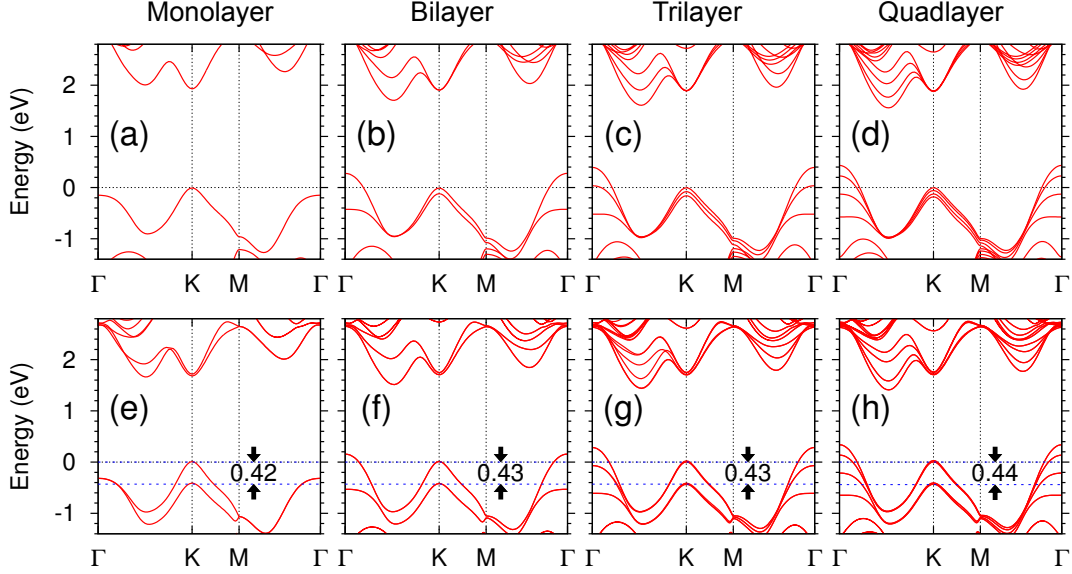 Monolayer Bilayer Trilayer Quadlayer
Energy (eV)
2
1
0
-1
(a) (b) (c) (d)
Γ K M Γ Γ K M Γ Γ K M Γ Γ K M Γ
Energy (eV)
2
1
0
-1
(e) (f) (g) (h)
0.42 0.43 0.43 0.44
Γ K M Γ Γ K M Γ Γ K M Γ Γ K M Γ